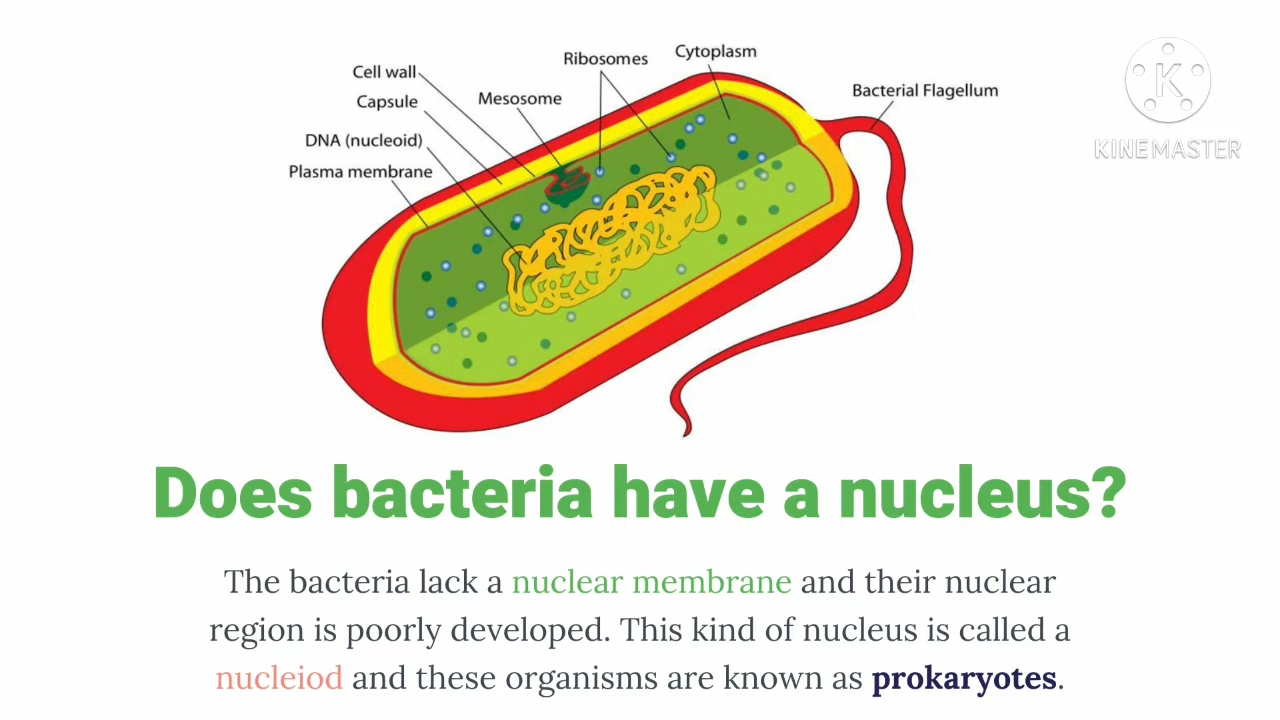 Cell wall
Capsule
DNA (nucleoid)
Plasma membrane
Mesosome
Ribosomes
Cytoplasm
Bacterial Flagellum
KINEMASTER
Does bacteria have a nucleus?
The bacteria lack a nuclear membrane and their nuclear
region is poorly developed. This kind of nucleus is called a
nucleiod and these organisms are known as prokaryotes.